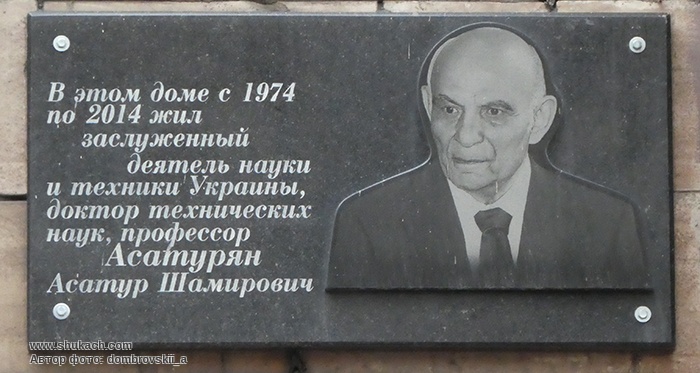 В этом доме с 1974
по 2014 жил
заслуженный
деятель науки
и техники Украины,
доктор технических
наук, профессор
Асатурян
Асатур Шамирович
www.shukach.com
Автор фото: dombrovskii_a